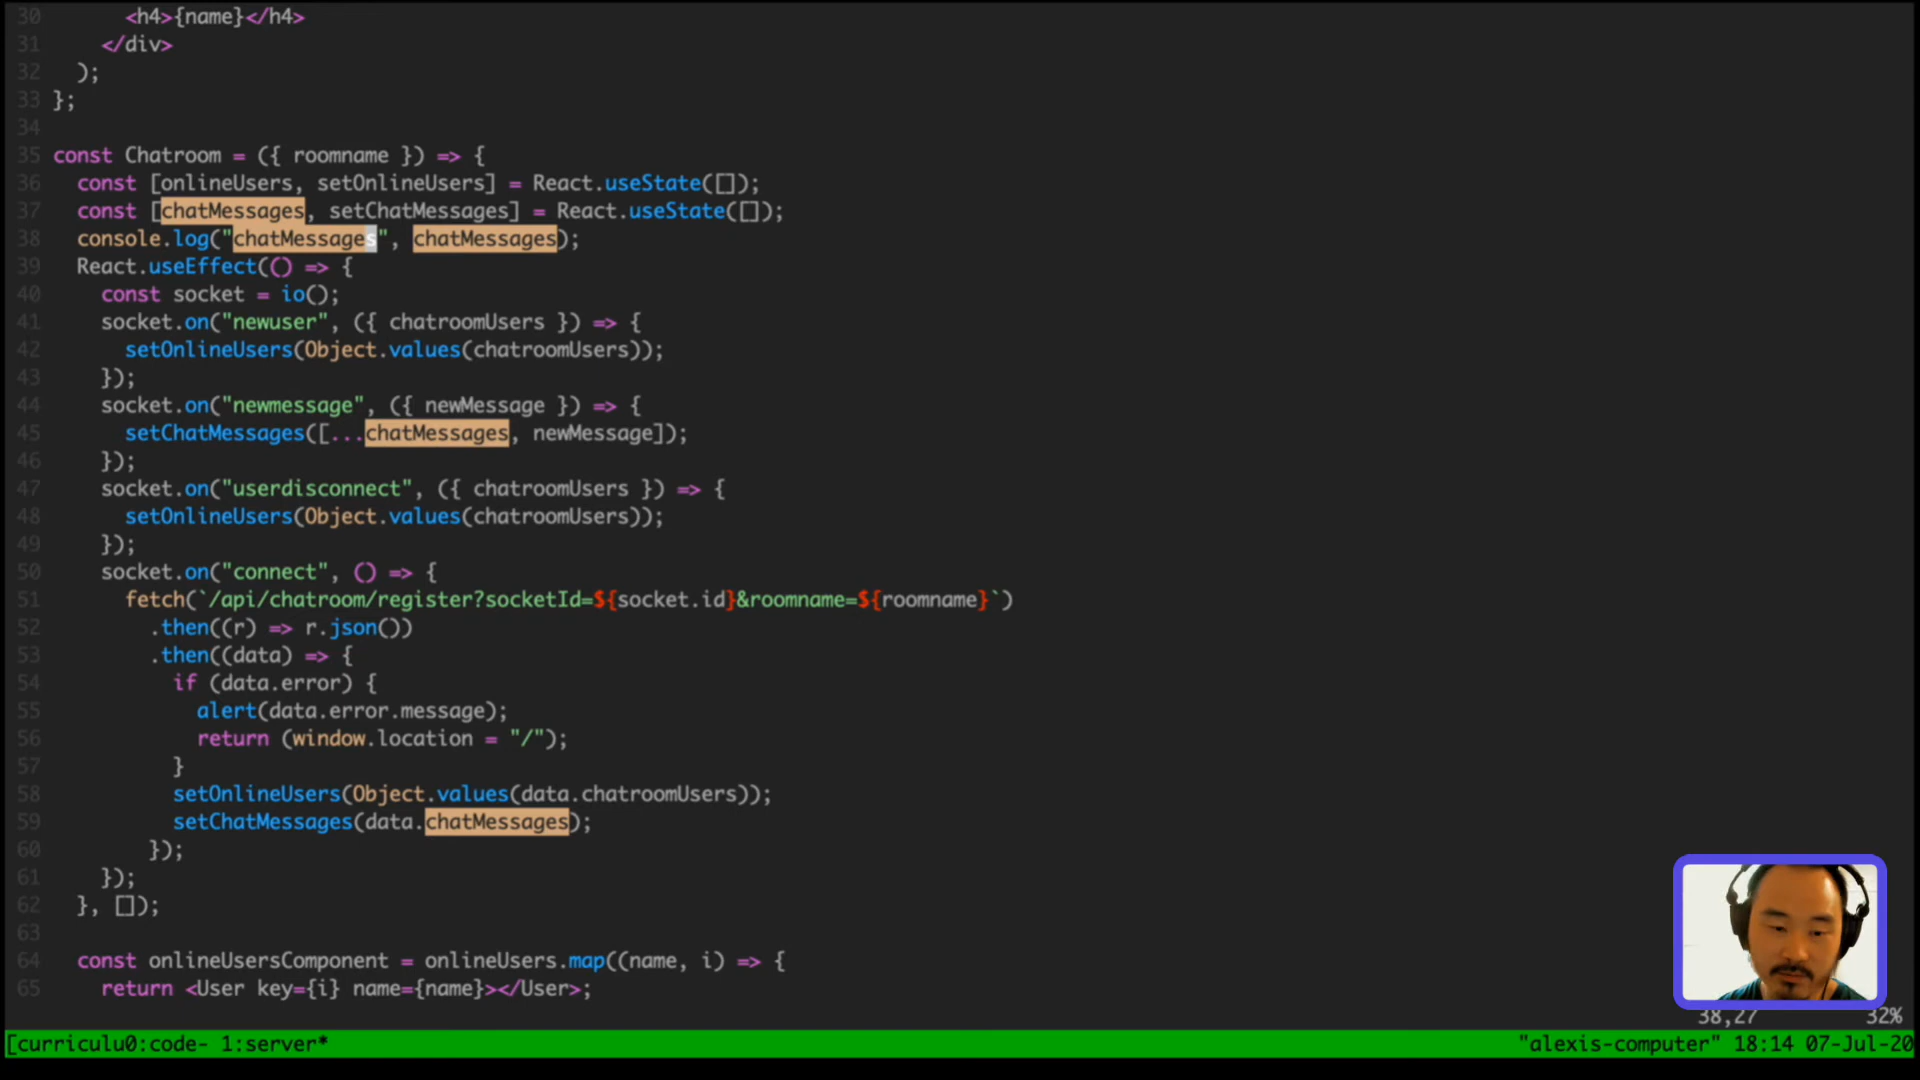 30       <h4>{name}</h4>
31     </div>
32   );
33 };
34
35 const Chatroom = ({ roomname }) => {
36   const [onlineUsers, setOnlineUsers] = React.useState([]);
37   const [chatMessages, setChatMessages] = React.useState([]);
38   console.log("chatMessages", chatMessages);
39   React.useEffect(() => {
40     const socket = io();
41     socket.on("newuser", ({ chatroomUsers }) => {
42       setOnlineUsers(Object.values(chatroomUsers));
43     });
44     socket.on("newmessage", ({ newMessage }) => {
45       setChatMessages([...chatMessages, newMessage]);
46     });
47     socket.on("userdisconnect", ({ chatroomUsers }) => {
48       setOnlineUsers(Object.values(chatroomUsers));
49     });
50     socket.on("connect", () => {
51       fetch(`/api/chatroom/register?socketId=${socket.id}&roomname=${roomname}`)
52         .then((r) => r.json())
53         .then((data) => {
54           if (data.error) {
55             alert(data.error.message);
56             return (window.location = "/");
57           }
58           setOnlineUsers(Object.values(data.chatroomUsers));
59           setChatMessages(data.chatMessages);
60         });
61     });
62   }, []);
63
64   const onlineUsersComponent = onlineUsers.map((name, i) => {
65     return <User key={i} name={name}></User>;
38,27 32%
[curriculu0:code- 1:server* "alexis-computer" 18:14 07-Jul-20